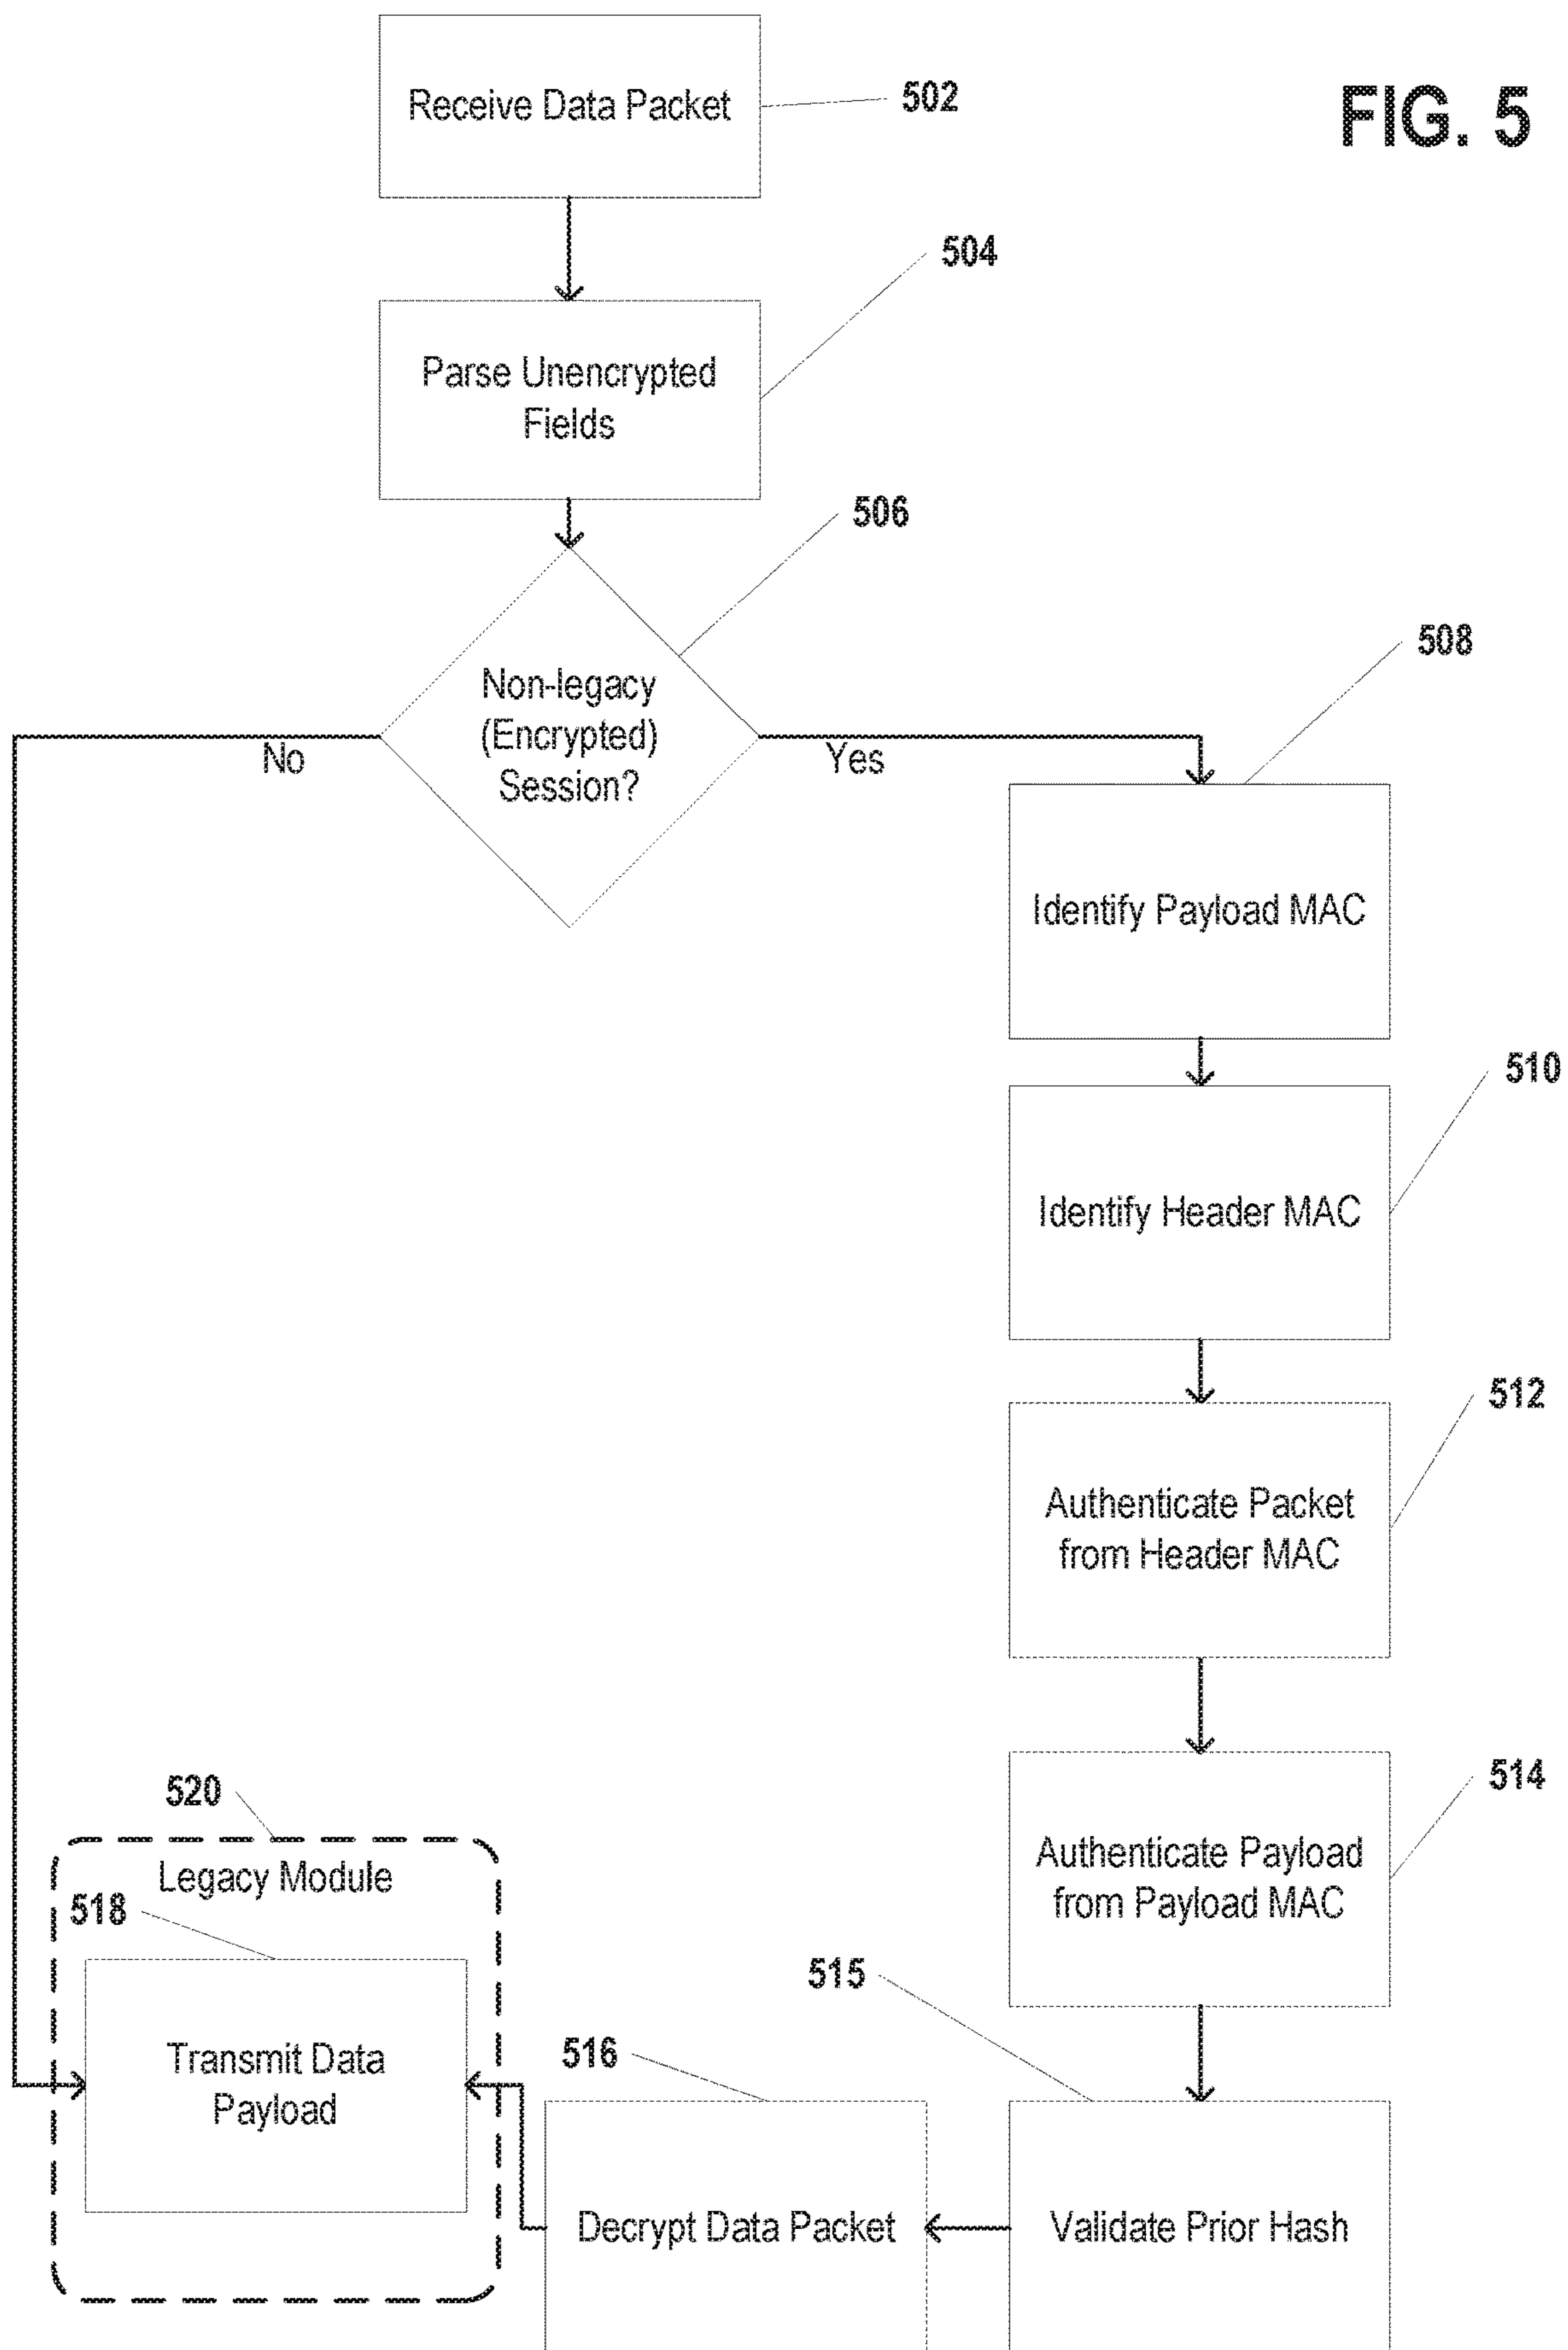 FIG. 5
Receive Data Packet
502
504
Parse Unencrypted
Fields
506
Non-legacy
(Encrypted)
Session?
No
Yes
508
Identify Payload MAC
510
Identify Header MAC
512
Authenticate Packet
from Header MAC
514
Authenticate Payload
from Payload MAC
515
Validate Prior Hash
516
Decrypt Data Packet
520
Legacy Module
518
Transmit Data
Payload